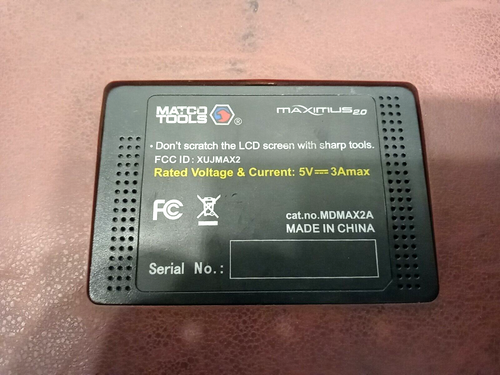 MATCO
TOOLS ®
MAXIMUS 2.0
• Don't scratch the LCD screen with sharp tools.
FCC ID: XUJMAX2
Rated Voltage & Current: 5V⎓3Amax
FC
cat.no.MDMAX2A
MADE IN CHINA
Serial No.: